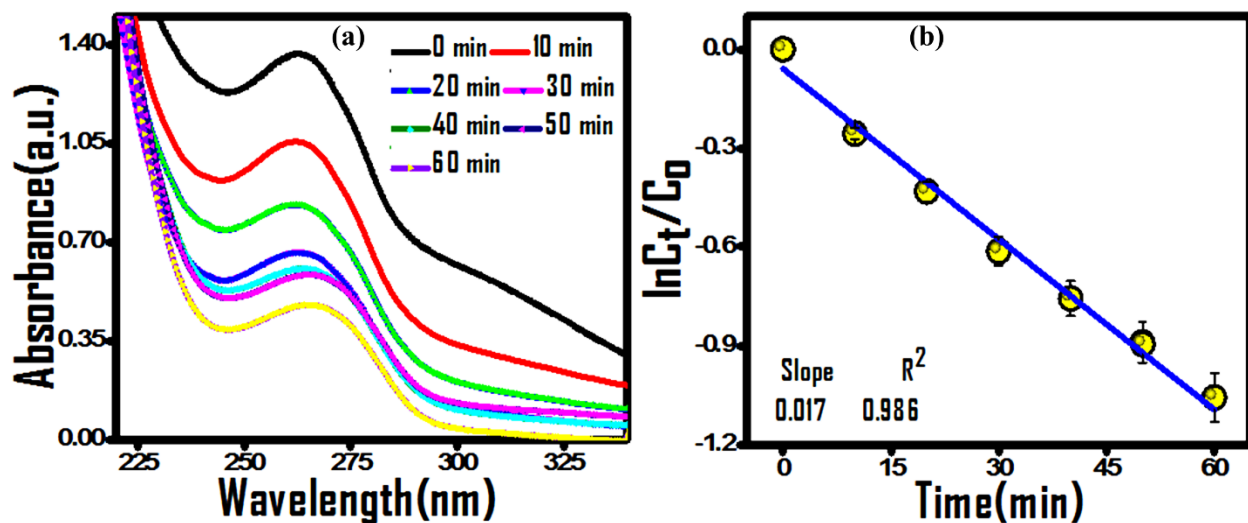 (a)
0 min 10 min
20 min 30 min
40 min 50 min
60 min
Absorbance(a.u.)
1.40
1.05
0.70
0.35
0.00
225 250 275 300 325
Wavelength(nm)
(b)
lnCt/C0
0.0
-0.3
-0.6
-0.9
-1.2
Slope R²
0.017 0.986
0 15 30 45 60
Time(min)